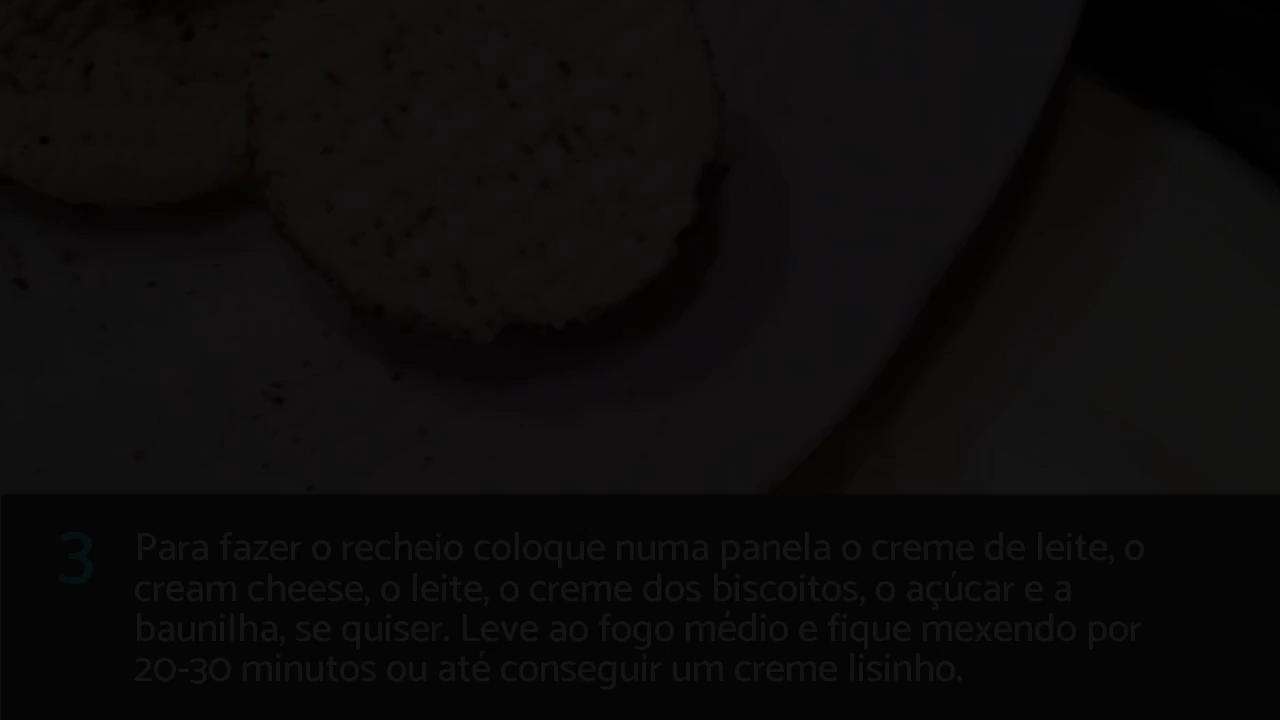 3
Para fazer o recheio coloque numa panela o creme de leite, o
cream cheese, o leite, o creme dos biscoitos, o açúcar e a
baunilha, se quiser. Leve ao fogo médio e fique mexendo por
20-30 minutos ou até conseguir um creme lisinho.